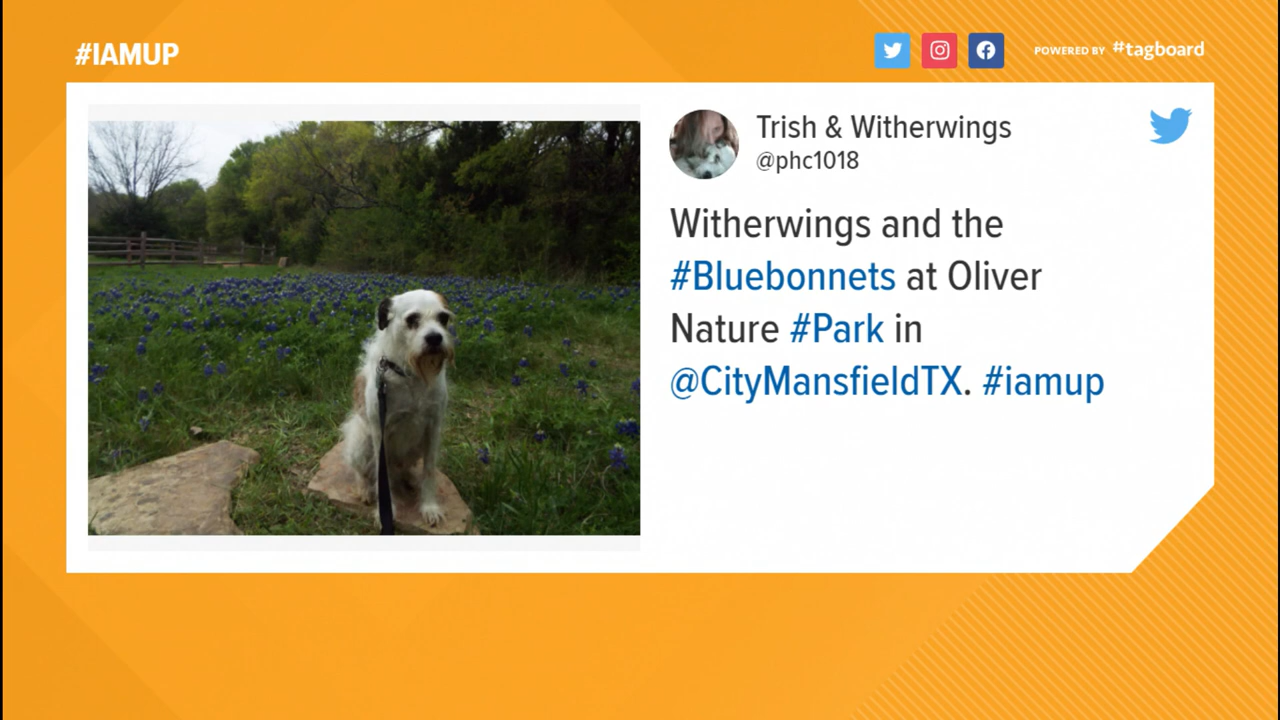 #IAMUP
POWERED BY #tagboard
Trish & Witherwings
@phc1018
Witherwings and the
#Bluebonnets at Oliver
Nature #Park in
@CityMansfieldTX. #iamup